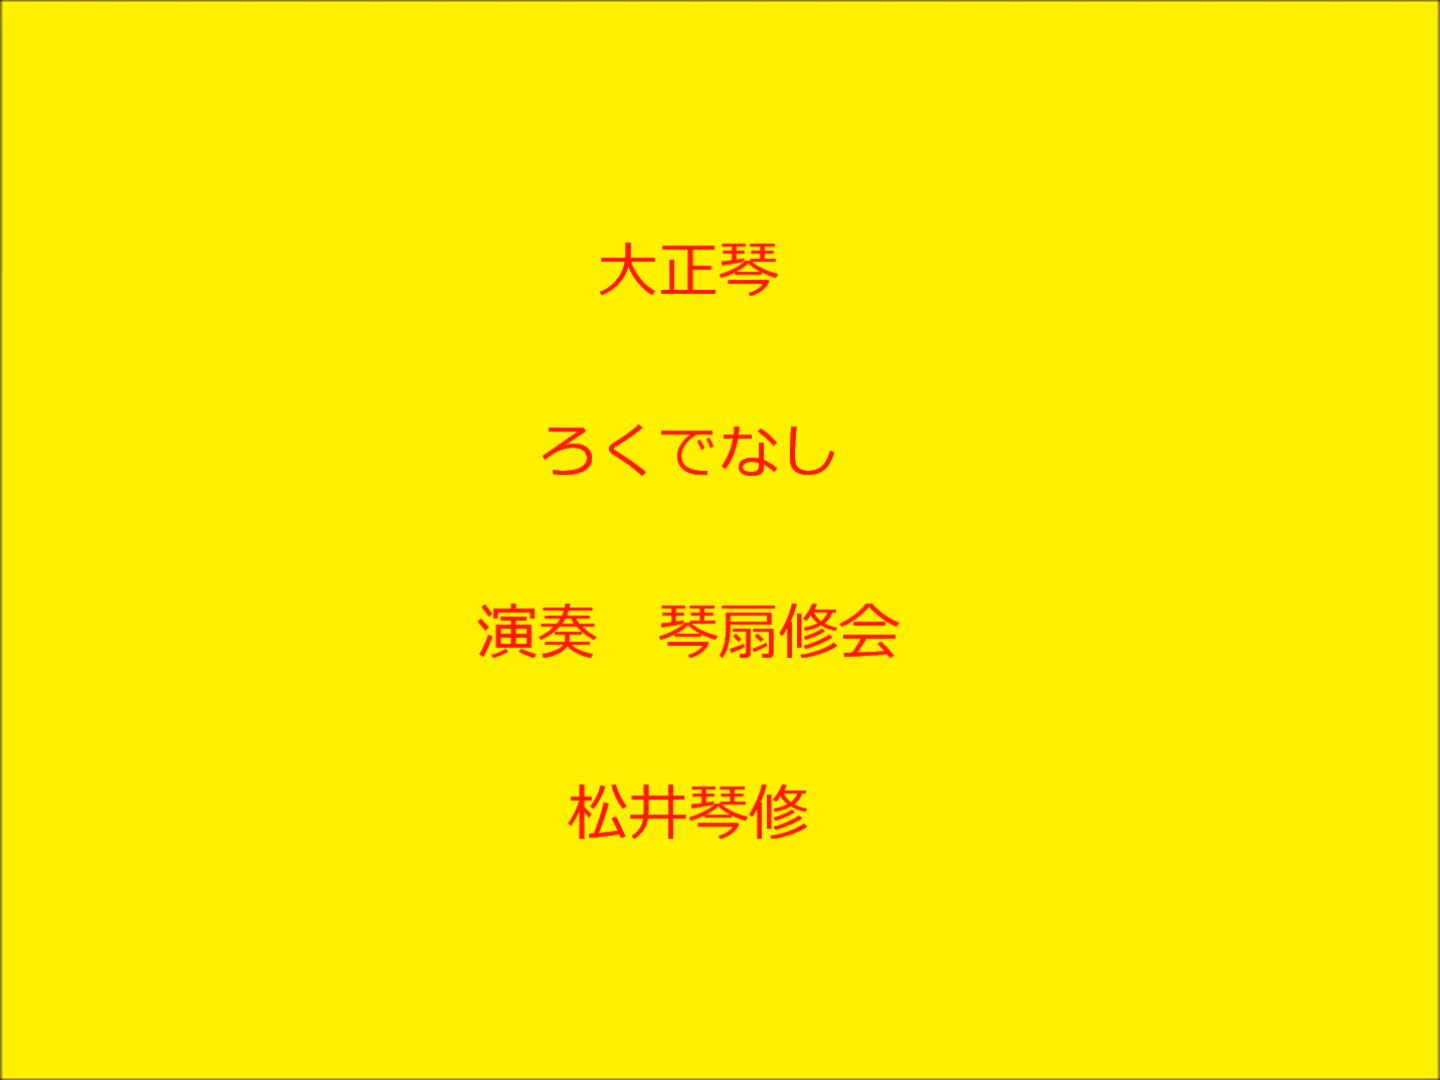 大正琴
ろくでなし
演奏　琴扇修会
松井琴修